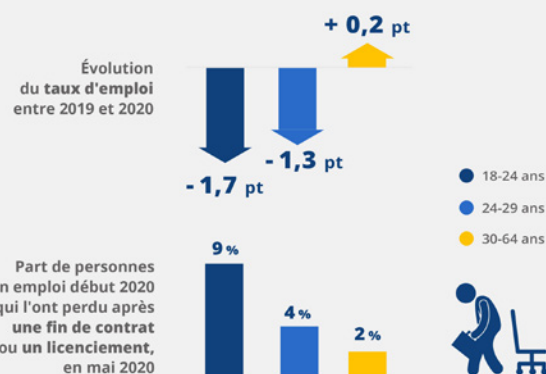 + 0,2 pt
Évolution
du taux d'emploi
entre 2019 et 2020
- 1,3 pt
- 1,7 pt
18-24 ans
24-29 ans
30-64 ans
9 %
4 %
2 %
Part de personnes
n emploi début 2020
qui l'ont perdu après
une fin de contrat
ou un licenciement,
en mai 2020